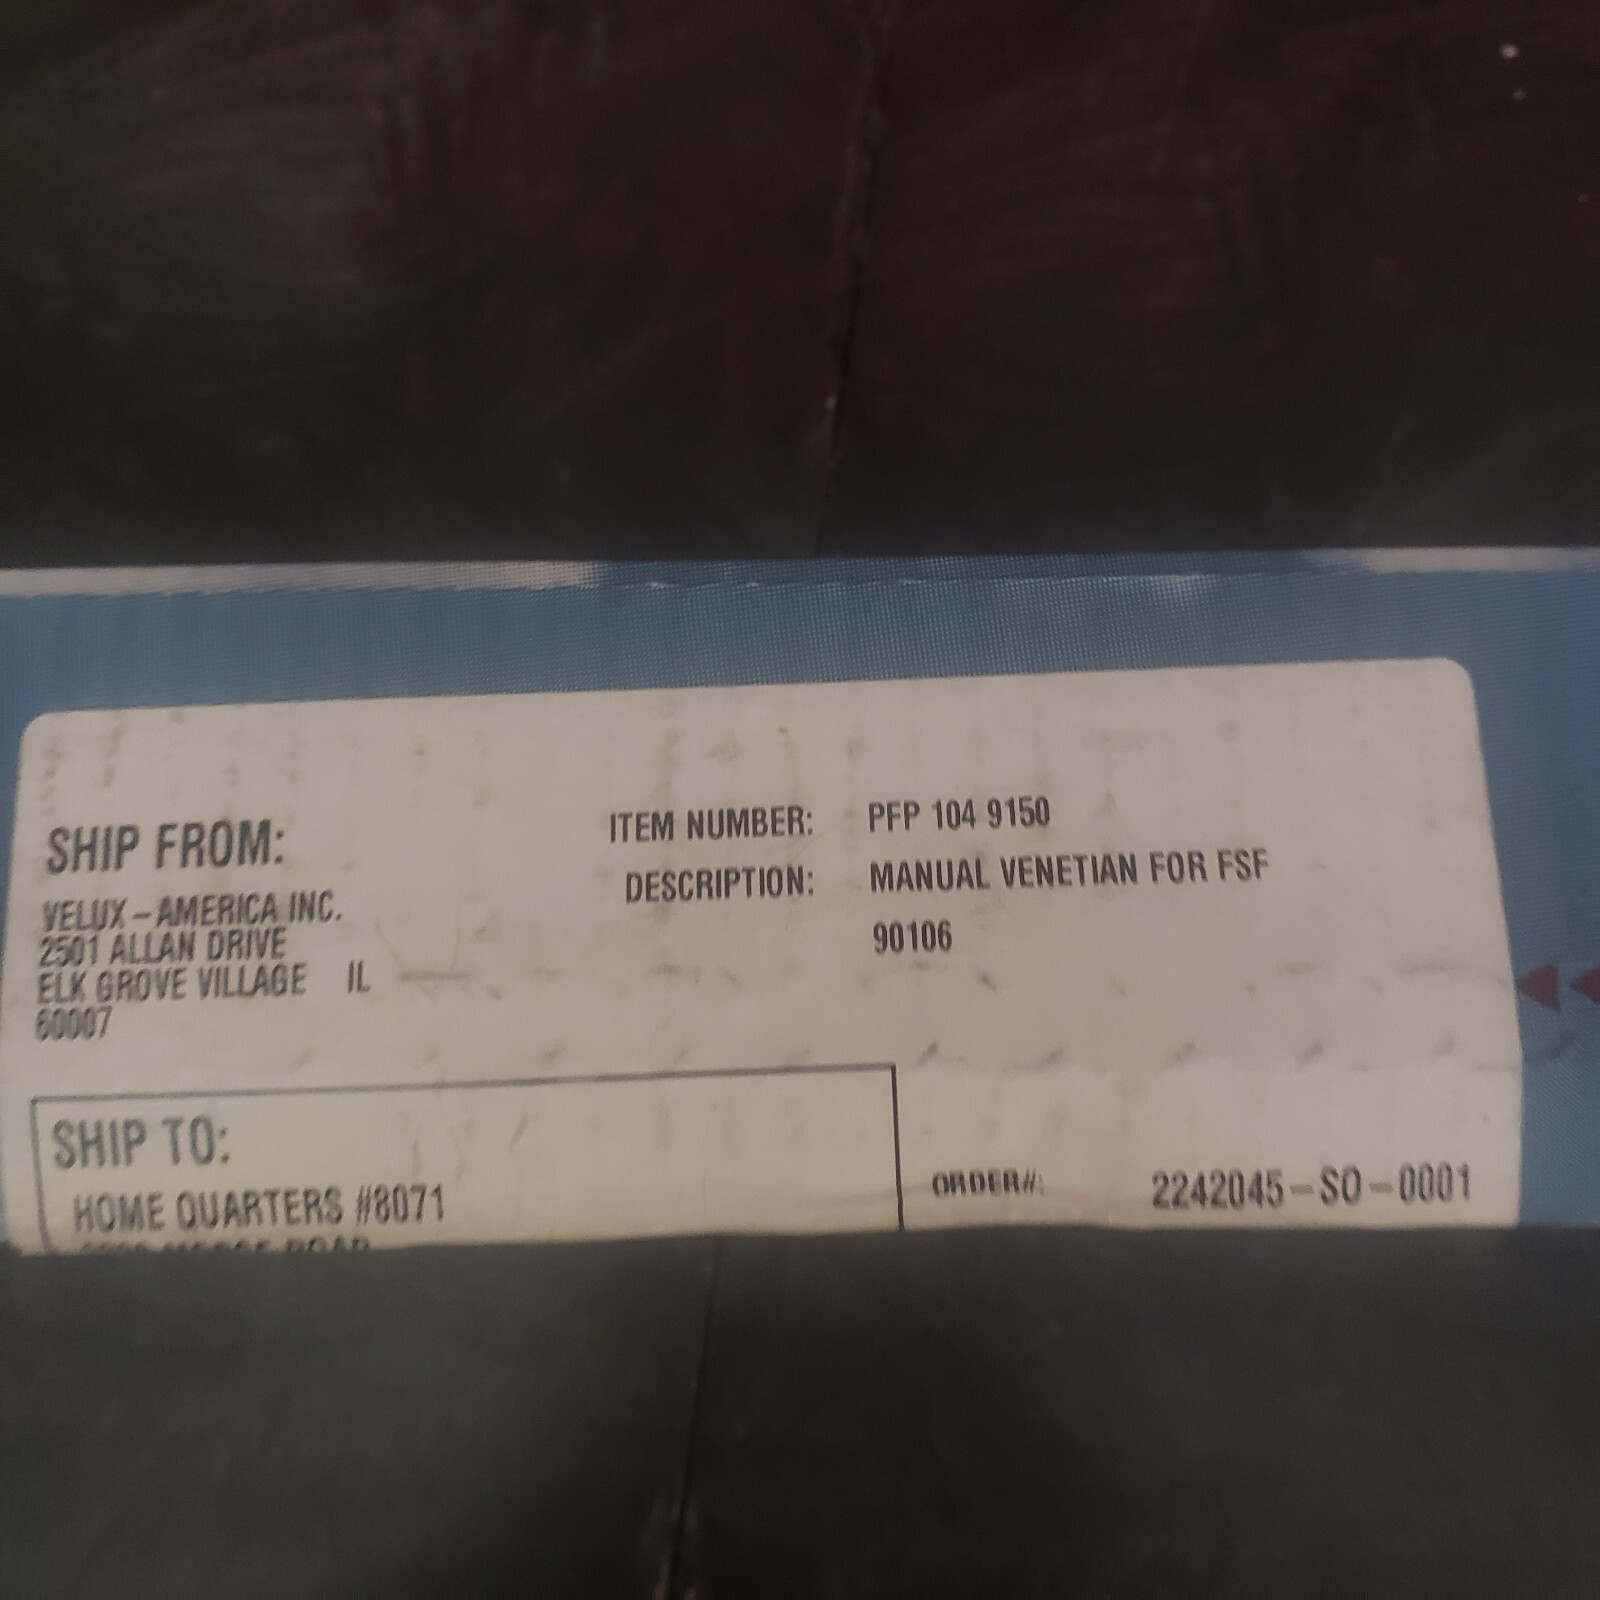 SHIP FROM:
VELUX-AMERICA INC.
2501 ALLAN DRIVE
ELK GROVE VILLAGE IL
60007
ITEM NUMBER: PFP 104 9150
DESCRIPTION: MANUAL VENETIAN FOR FSF
90106
SHIP TO:
HOME QUARTERS #8071
ROAD
ORDER#: 2242045-SO-0001